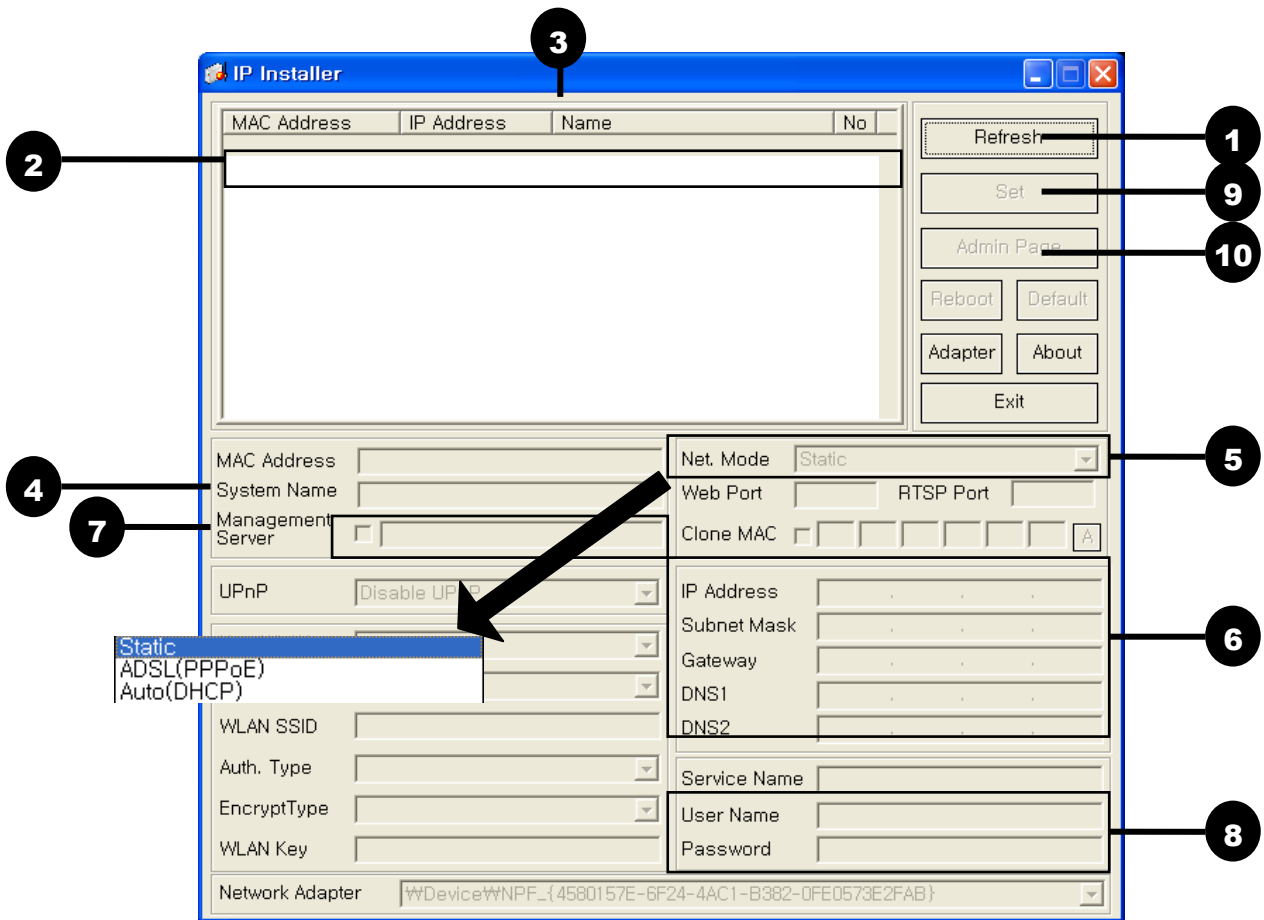 3
IP Installer
MAC Address IP Address Name No
Refresh 1
2
Set 9
Admin Page 10
Reboot Default
Adapter About
Exit
MAC Address
Net. Mode Static 5
4 System Name
Web Port RTSP Port
7 Management Server
Clone MAC A
UPnP Disable UPnP
IP Address
Subnet Mask
6
Static
ADSL(PPPoE)
Auto(DHCP)
Gateway
DNS1
DNS2
WLAN SSID
Auth. Type
Service Name
EncryptType
User Name
8
WLAN Key
Password
Network Adapter ₩Device₩NPF_{4580157E-6F24-4AC1-B382-0FE0573E2FAB}